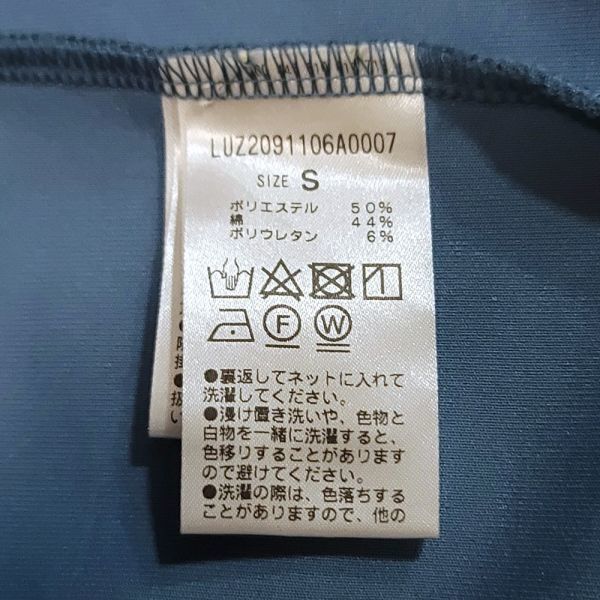 LUZ2091106A0007
SIZE S
ポリエステル 50%
綿 44%
ポリウレタン 6%
F W
●裏返してネットに入れて
洗濯してください。
●浸け置き洗いや、色物と
白物を一緒に洗濯すると、
色移りすることがあります
ので避けてください。
●洗濯の際は、色落ちする
ことがありますので、他の